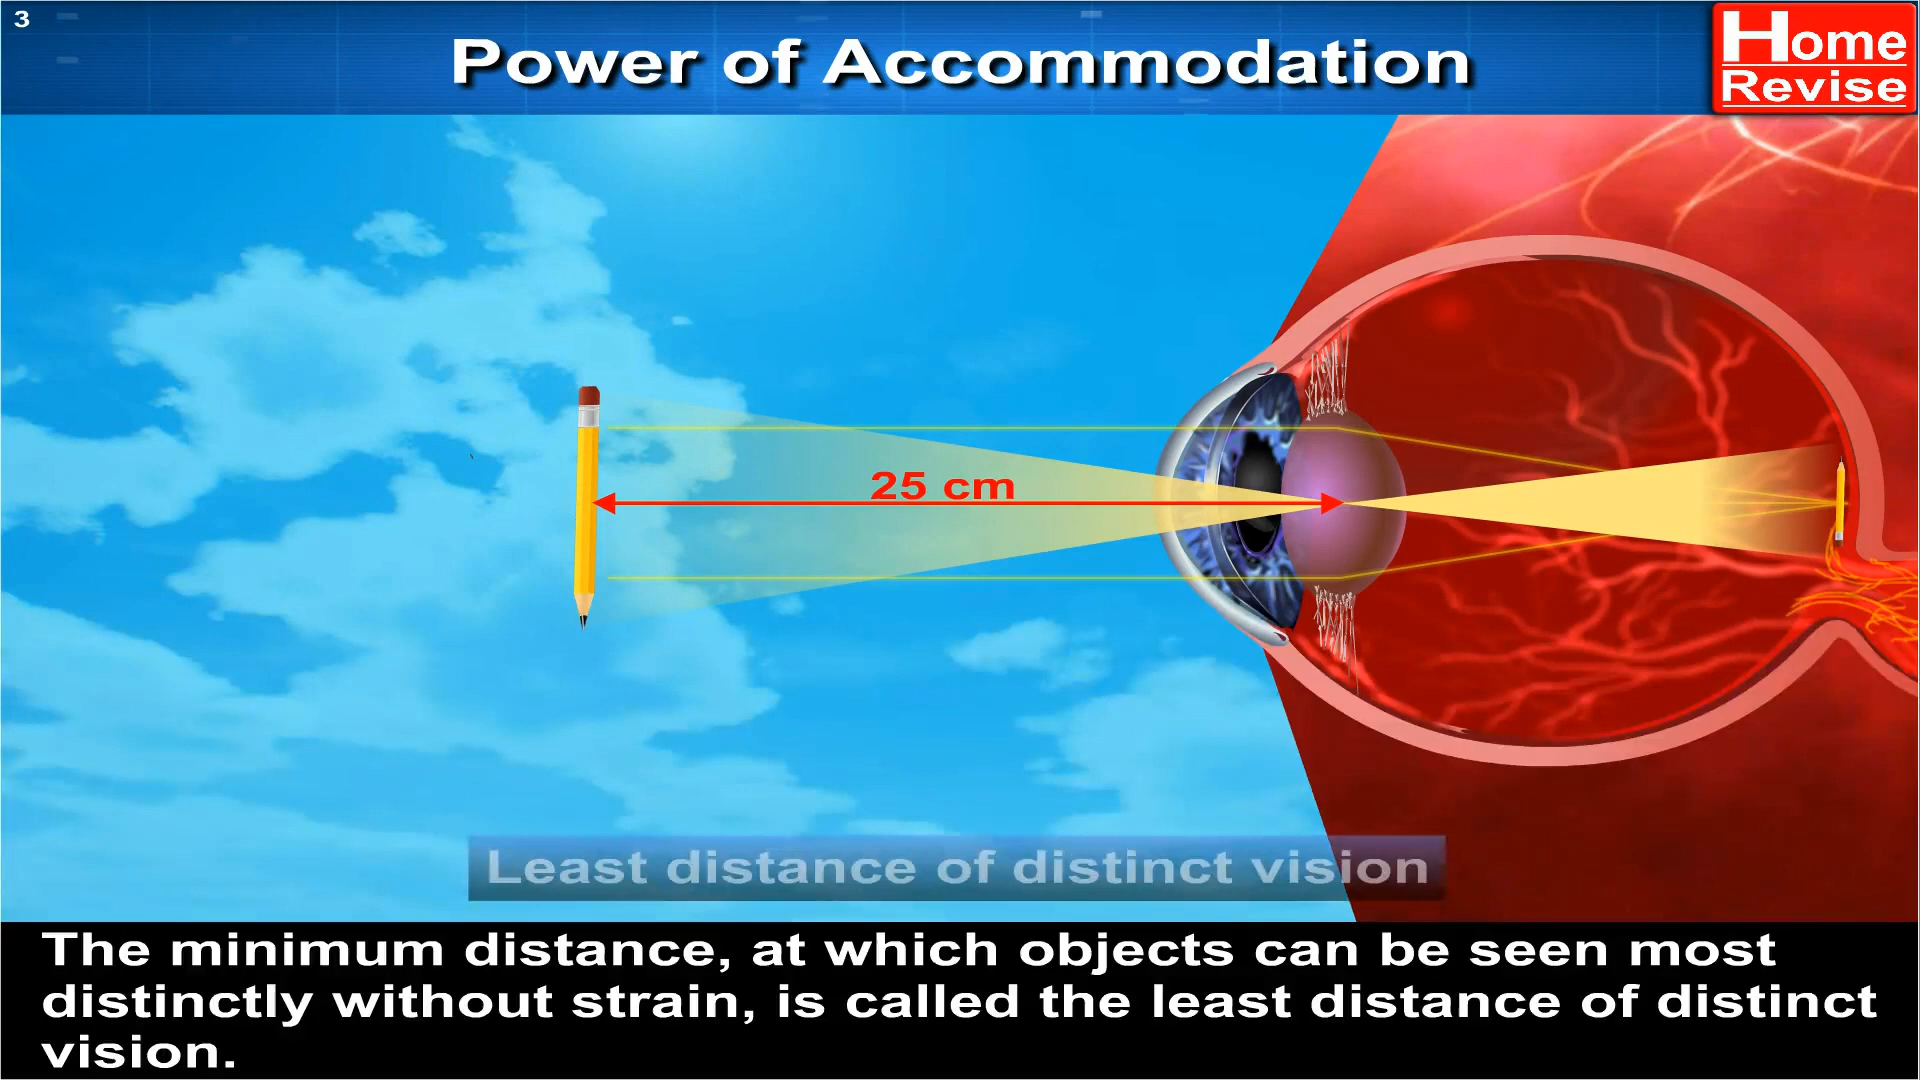 3
Power of Accommodation
Home
Revise
25 cm
Least distance of distinct vision
The minimum distance, at which objects can be seen most
distinctly without strain, is called the least distance of distinct
vision.